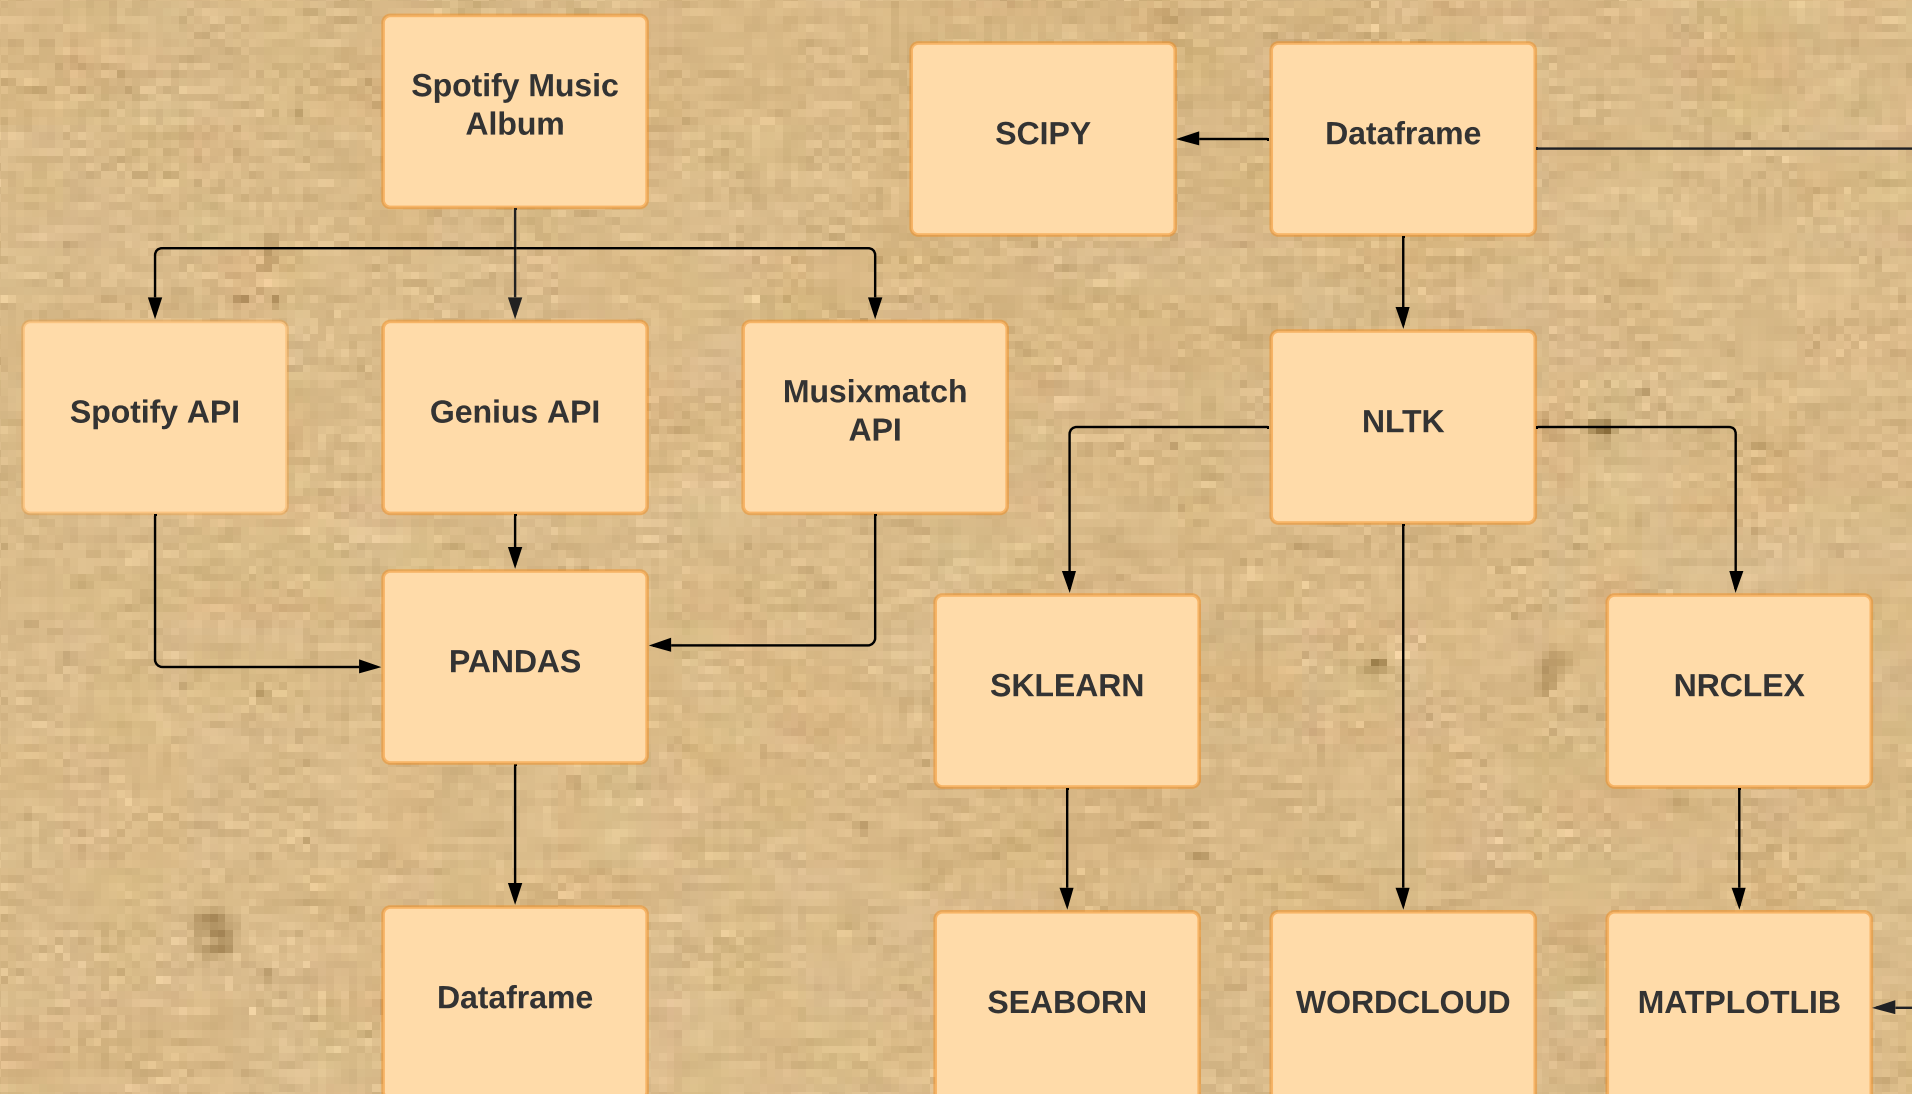 Spotify Music
Album
SCIPY
Dataframe
Spotify API
Genius API
Musixmatch
API
NLTK
PANDAS
SKLEARN
NRCLEX
Dataframe
SEABORN
WORDCLOUD
MATPLOTLIB